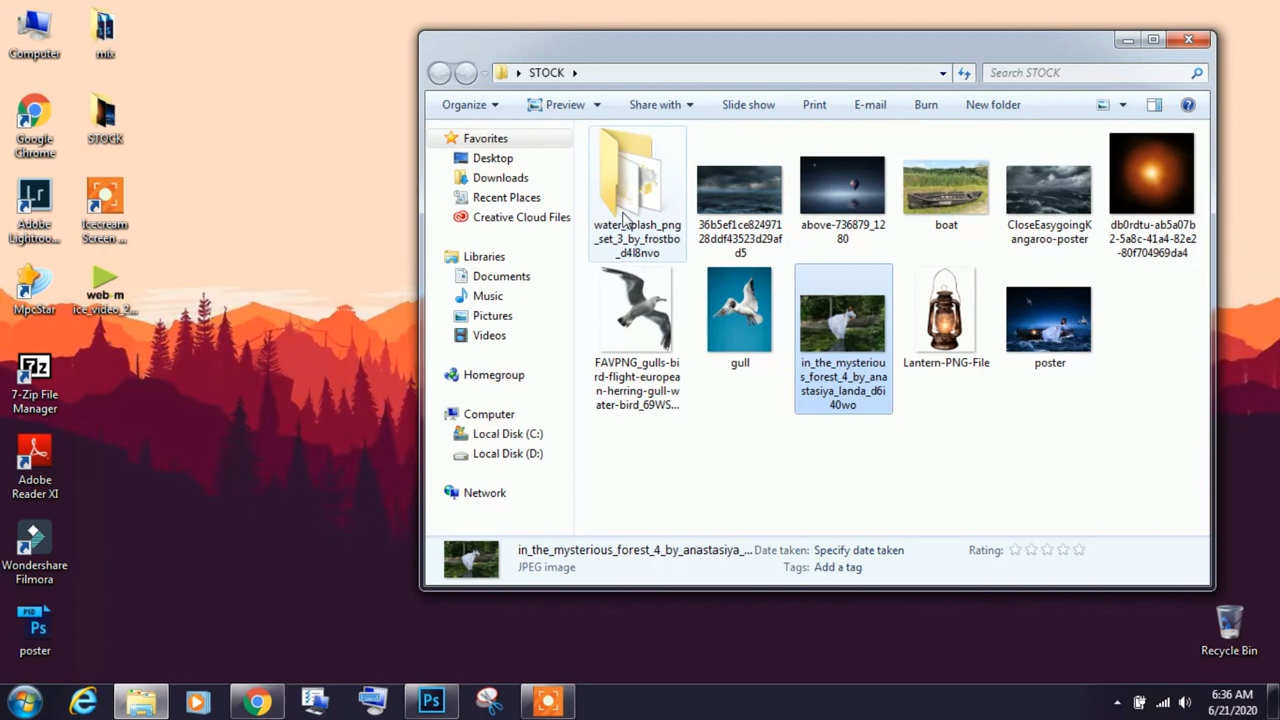 Computer
mix
Google
Chrome
STOCK
Adobe
Lightroo...
Icecream
Screen ...
MpcStar
web·m
ice_video_2...
7z
7-Zip File
Manager
Adobe
Reader XI
Wondershare
Filmora
PSD
Ps
poster
STOCK
Search STOCK
Organize
Preview
Share with
Slide show
Print
E-mail
Burn
New folder
Favorites
Desktop
Downloads
Recent Places
Creative Cloud Files
Libraries
Documents
Music
Pictures
Videos
Homegroup
Computer
Local Disk (C:)
Local Disk (D:)
Network
water_splash_png
_set_3_by_frostbo
_d4l8nvo
36b5ef1ce824971
28ddf43523d29af
d5
above-736879_12
80
boat
CloseEasygoingK
angaroo-poster
db0rdtu-ab5a07b
2-5a8c-41a4-82e2
-80f704969da4
FAVPNG_gulls-bi
rd-flight-europea
n-herring-gull-w
ater-bird_69WS...
gull
in_the_mysteriou
s_forest_4_by_ana
stasiya_landa_d6i
40wo
Lantern-PNG-File
poster
in_the_mysterious_forest_4_by_anastasiya_... Date taken: Specify date taken
Rating:
JPEG image
Tags: Add a tag
Recycle Bin
Ps
6:36 AM
6/21/2020